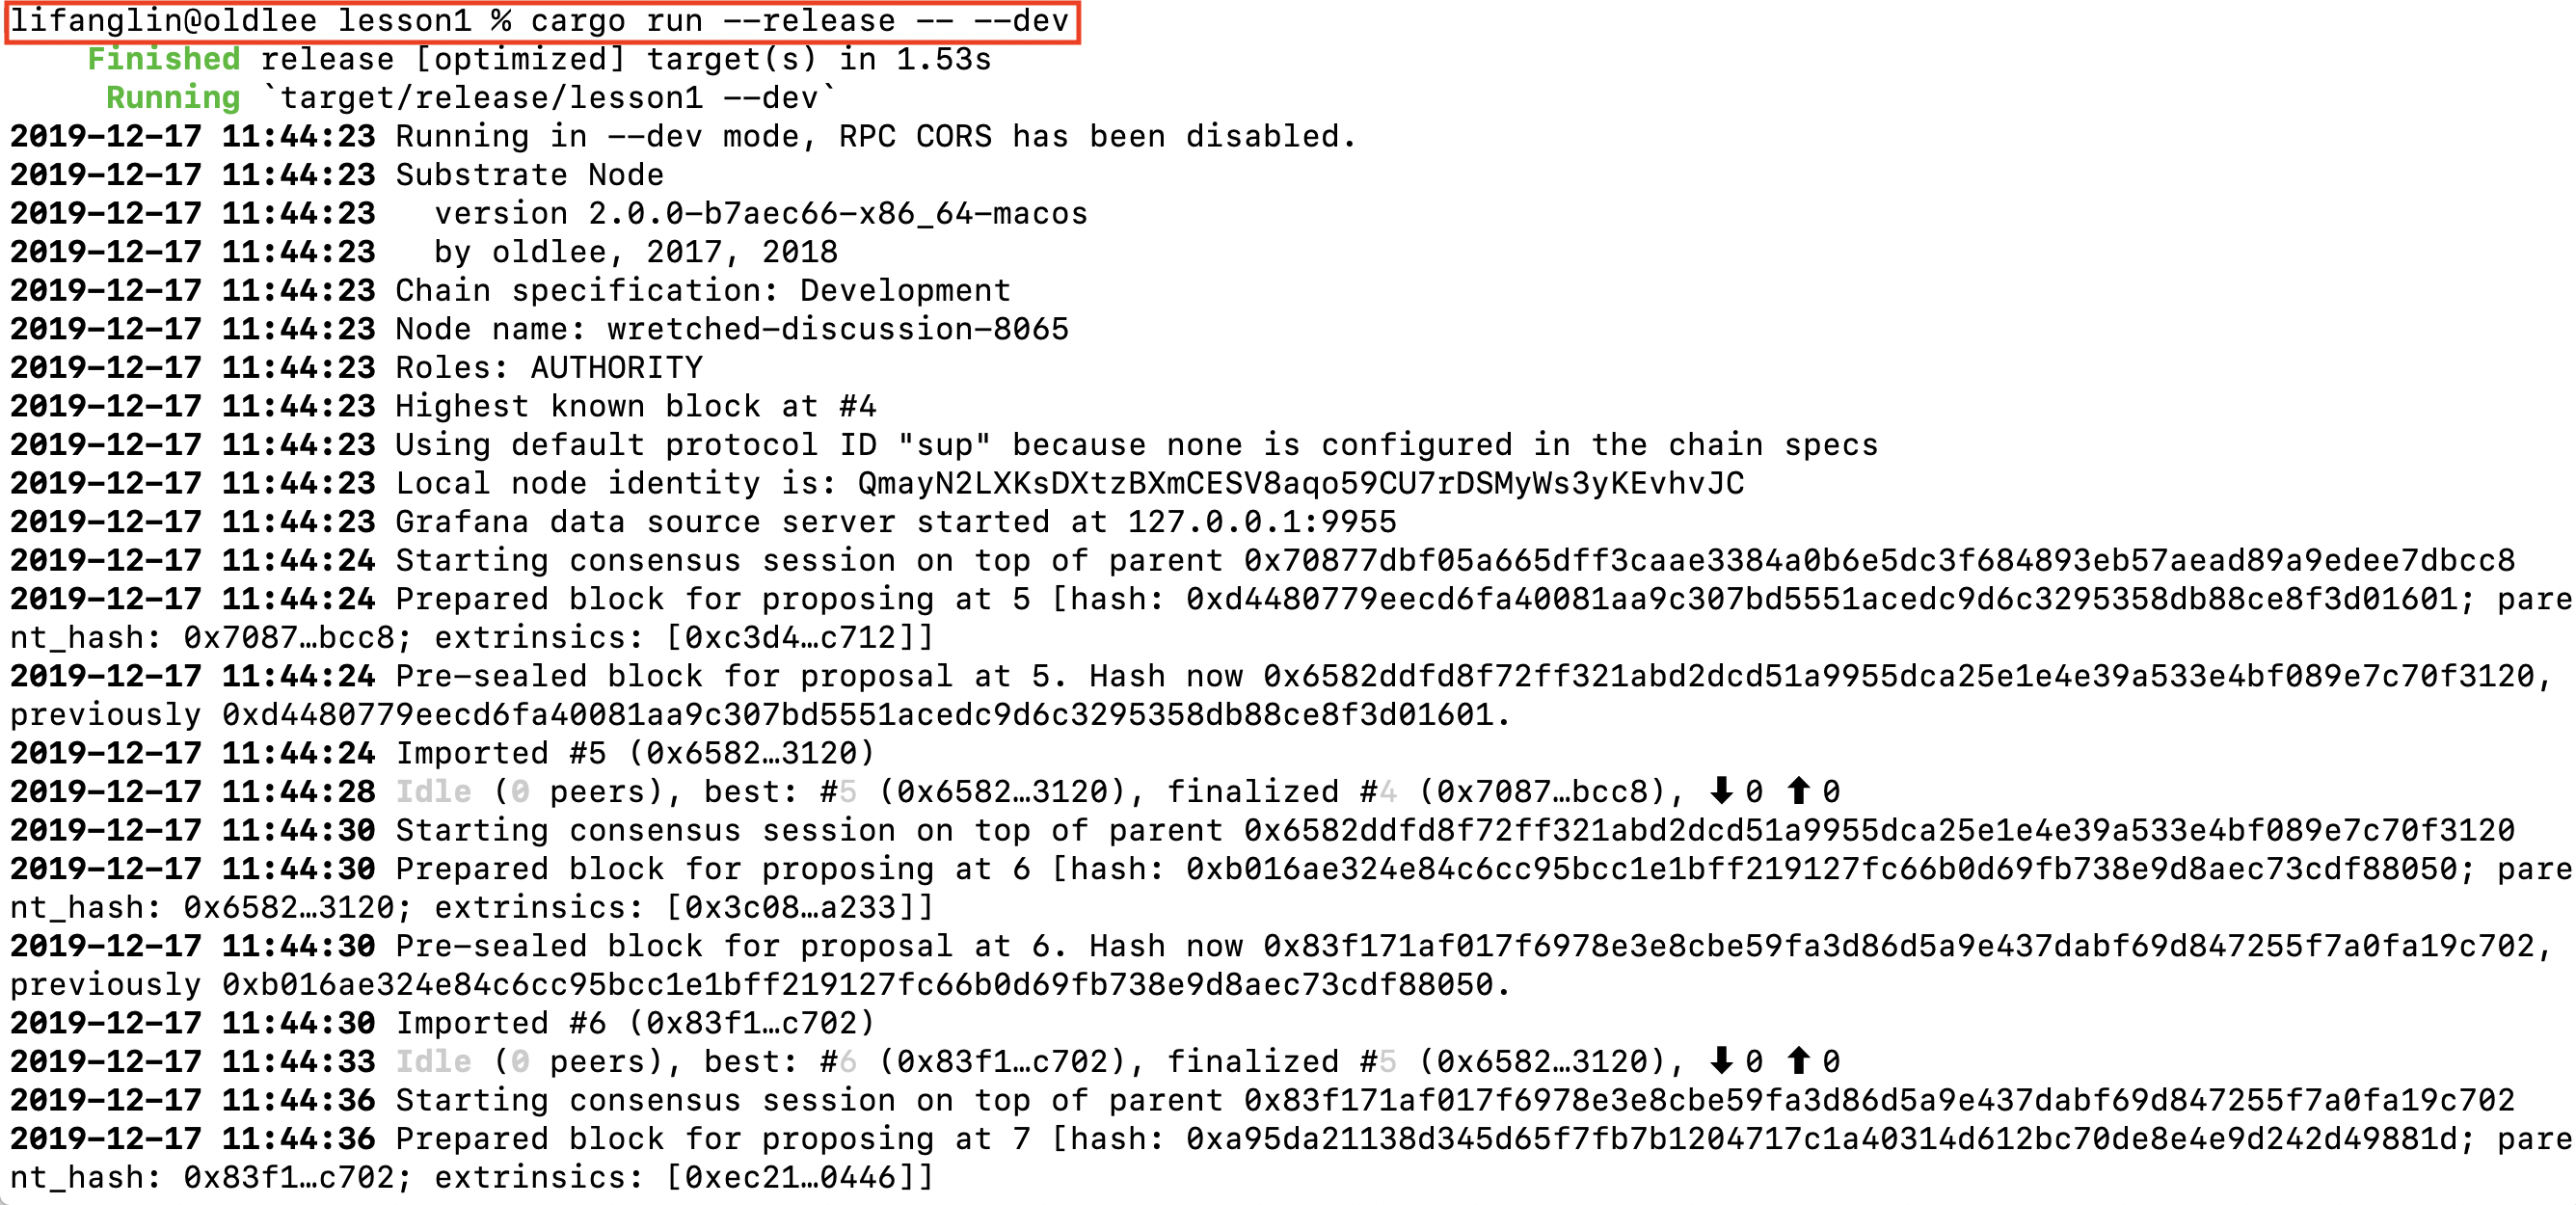 lifanglin@oldlee lesson1 % cargo run --release -- --dev
Finished release [optimized] target(s) in 1.53s
Running `target/release/lesson1 --dev`
2019-12-17 11:44:23 Running in --dev mode, RPC CORS has been disabled.
2019-12-17 11:44:23 Substrate Node
2019-12-17 11:44:23   version 2.0.0-b7aec66-x86_64-macos
2019-12-17 11:44:23   by oldlee, 2017, 2018
2019-12-17 11:44:23 Chain specification: Development
2019-12-17 11:44:23 Node name: wretched-discussion-8065
2019-12-17 11:44:23 Roles: AUTHORITY
2019-12-17 11:44:23 Highest known block at #4
2019-12-17 11:44:23 Using default protocol ID "sup" because none is configured in the chain specs
2019-12-17 11:44:23 Local node identity is: QmayN2LXKsDXtzBXmCESV8aqo59CU7rDSMyWs3yKEvhvJC
2019-12-17 11:44:23 Grafana data source server started at 127.0.0.1:9955
2019-12-17 11:44:24 Starting consensus session on top of parent 0x70877dbf05a665dff3caae3384a0b6e5dc3f684893eb57aead89a9edee7dbcc8
2019-12-17 11:44:24 Prepared block for proposing at 5 [hash: 0xd4480779eecd6fa40081aa9c307bd5551acedc9d6c3295358db88ce8f3d01601; pare
nt_hash: 0x7087…bcc8; extrinsics: [0xc3d4…c712]]
2019-12-17 11:44:24 Pre-sealed block for proposal at 5. Hash now 0x6582ddfd8f72ff321abd2dcd51a9955dca25e1e4e39a533e4bf089e7c70f3120,
previously 0xd4480779eecd6fa40081aa9c307bd5551acedc9d6c3295358db88ce8f3d01601.
2019-12-17 11:44:24 Imported #5 (0x6582…3120)
2019-12-17 11:44:28 Idle (0 peers), best: #5 (0x6582…3120), finalized #4 (0x7087…bcc8), ⬇ 0 ⬆ 0
2019-12-17 11:44:30 Starting consensus session on top of parent 0x6582ddfd8f72ff321abd2dcd51a9955dca25e1e4e39a533e4bf089e7c70f3120
2019-12-17 11:44:30 Prepared block for proposing at 6 [hash: 0xb016ae324e84c6cc95bcc1e1bff219127fc66b0d69fb738e9d8aec73cdf88050; pare
nt_hash: 0x6582…3120; extrinsics: [0x3c08…a233]]
2019-12-17 11:44:30 Pre-sealed block for proposal at 6. Hash now 0x83f171af017f6978e3e8cbe59fa3d86d5a9e437dabf69d847255f7a0fa19c702,
previously 0xb016ae324e84c6cc95bcc1e1bff219127fc66b0d69fb738e9d8aec73cdf88050.
2019-12-17 11:44:30 Imported #6 (0x83f1…c702)
2019-12-17 11:44:33 Idle (0 peers), best: #6 (0x83f1…c702), finalized #5 (0x6582…3120), ⬇ 0 ⬆ 0
2019-12-17 11:44:36 Starting consensus session on top of parent 0x83f171af017f6978e3e8cbe59fa3d86d5a9e437dabf69d847255f7a0fa19c702
2019-12-17 11:44:36 Prepared block for proposing at 7 [hash: 0xa95da21138d345d65f7fb7b1204717c1a40314d612bc70de8e4e9d242d49881d; pare
nt_hash: 0x83f1…c702; extrinsics: [0xec21…0446]]